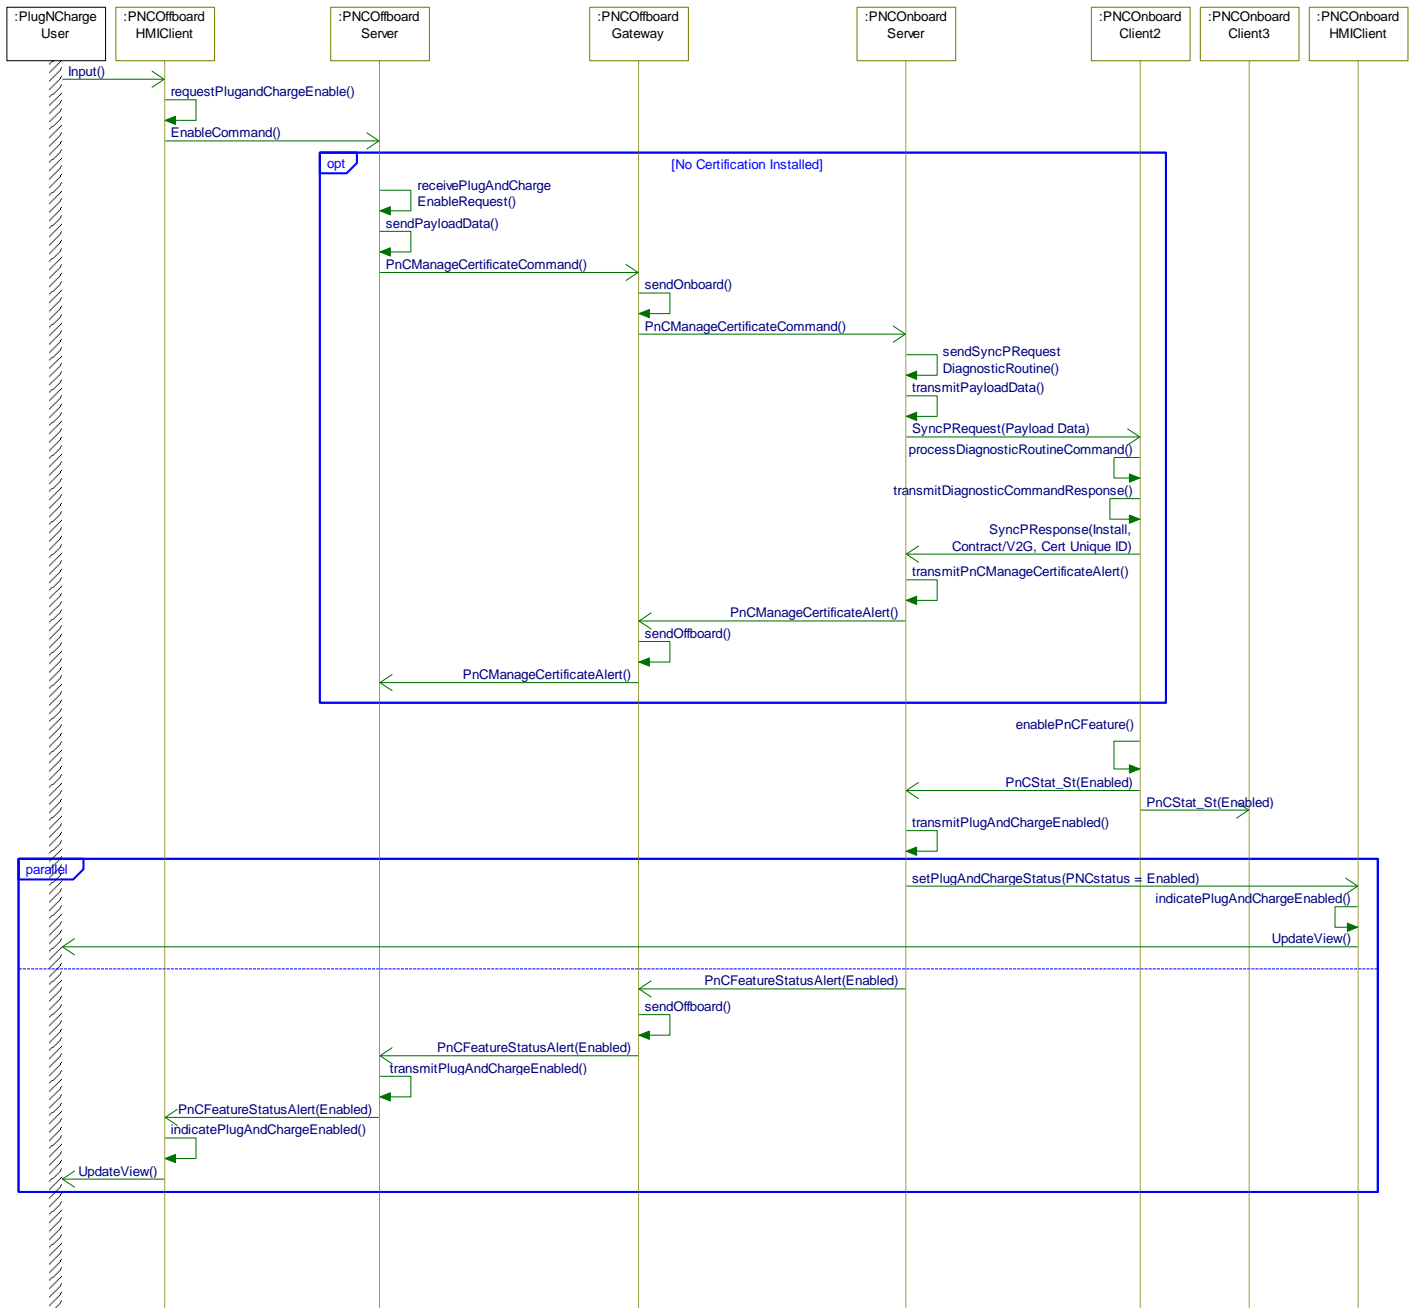 :PlugNCharge
User
:PNCOffboard
HMIClient
:PNCOffboard
Server
:PNCOffboard
Gateway
:PNCOnboard
Server
:PNCOnboard
Client2
:PNCOnboard
Client3
:PNCOnboard
HMIClient
Input()
requestPlugandChargeEnable()
EnableCommand()
opt
[No Certification Installed]
receivePlugAndCharge
EnableRequest()
sendPayloadData()
PnCManageCertificateCommand()
sendOnboard()
PnCManageCertificateCommand()
sendSyncPRequest
DiagnosticRoutine()
transmitPayloadData()
SyncPRequest(Payload Data)
processDiagnosticRoutineCommand()
transmitDiagnosticCommandResponse()
SyncPResponse(Install,
Contract/V2G, Cert Unique ID)
transmitPnCManageCertificateAlert()
PnCManageCertificateAlert()
sendOffboard()
PnCManageCertificateAlert()
enablePnCFeature()
PnCStat_St(Enabled)
PnCStat_St(Enabled)
transmitPlugAndChargeEnabled()
parallel
setPlugAndChargeStatus(PNCstatus = Enabled)
indicatePlugAndChargeEnabled()
UpdateView()
PnCFeatureStatusAlert(Enabled)
sendOffboard()
PnCFeatureStatusAlert(Enabled)
transmitPlugAndChargeEnabled()
PnCFeatureStatusAlert(Enabled)
indicatePlugAndChargeEnabled()
UpdateView()